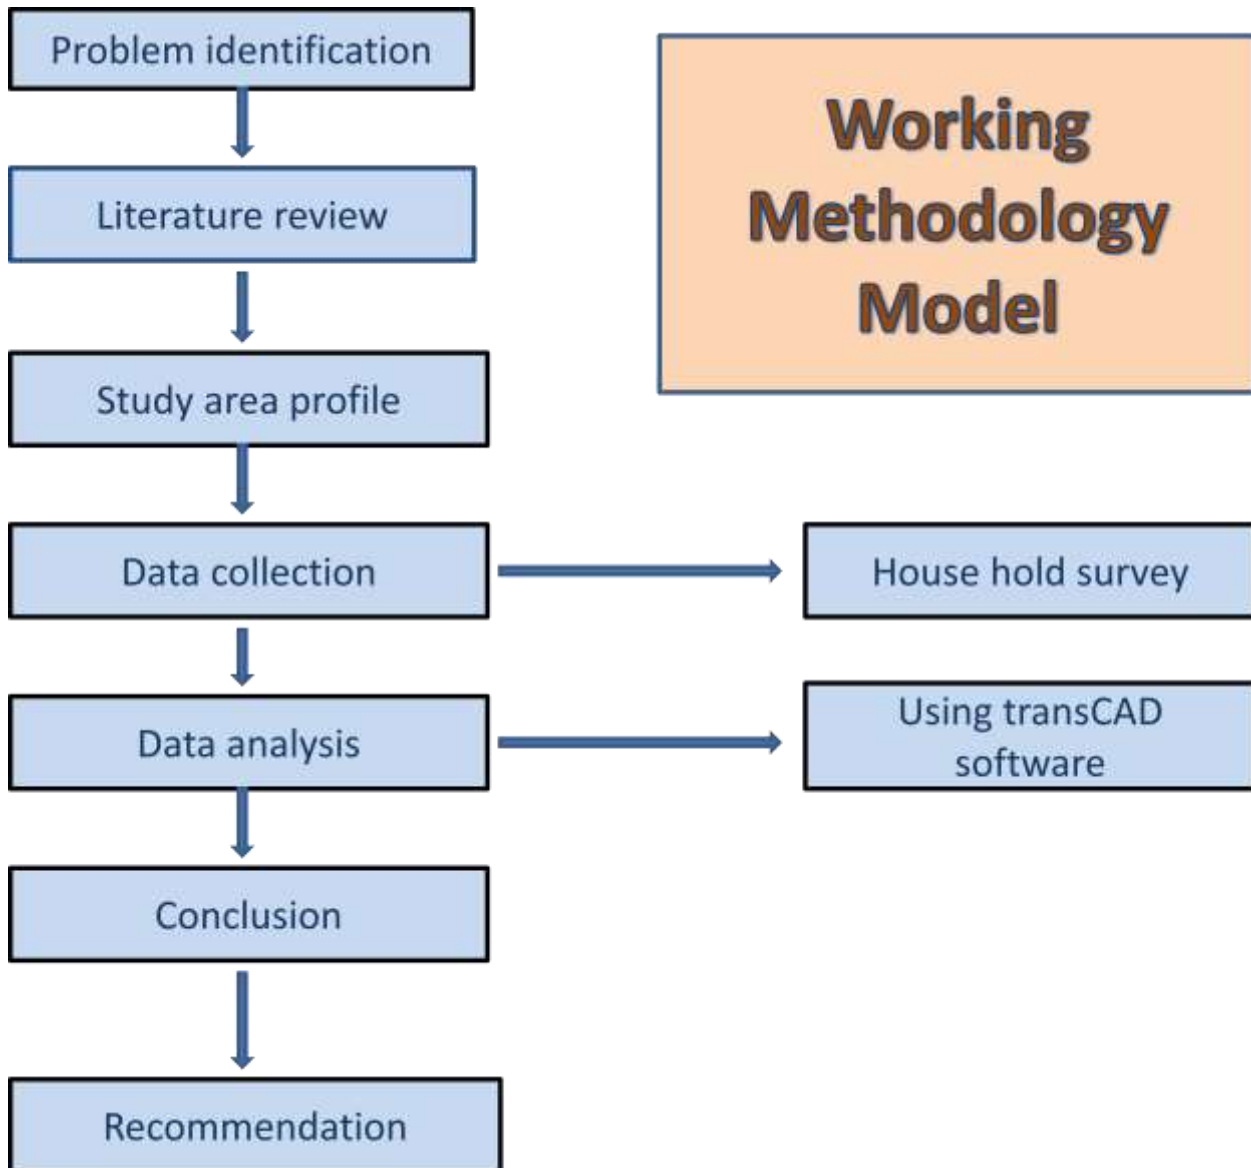 Problem identification
Working
Methodology
Model
Literature review
Study area profile
Data collection
House hold survey
Data analysis
Using transCAD
software
Conclusion
Recommendation